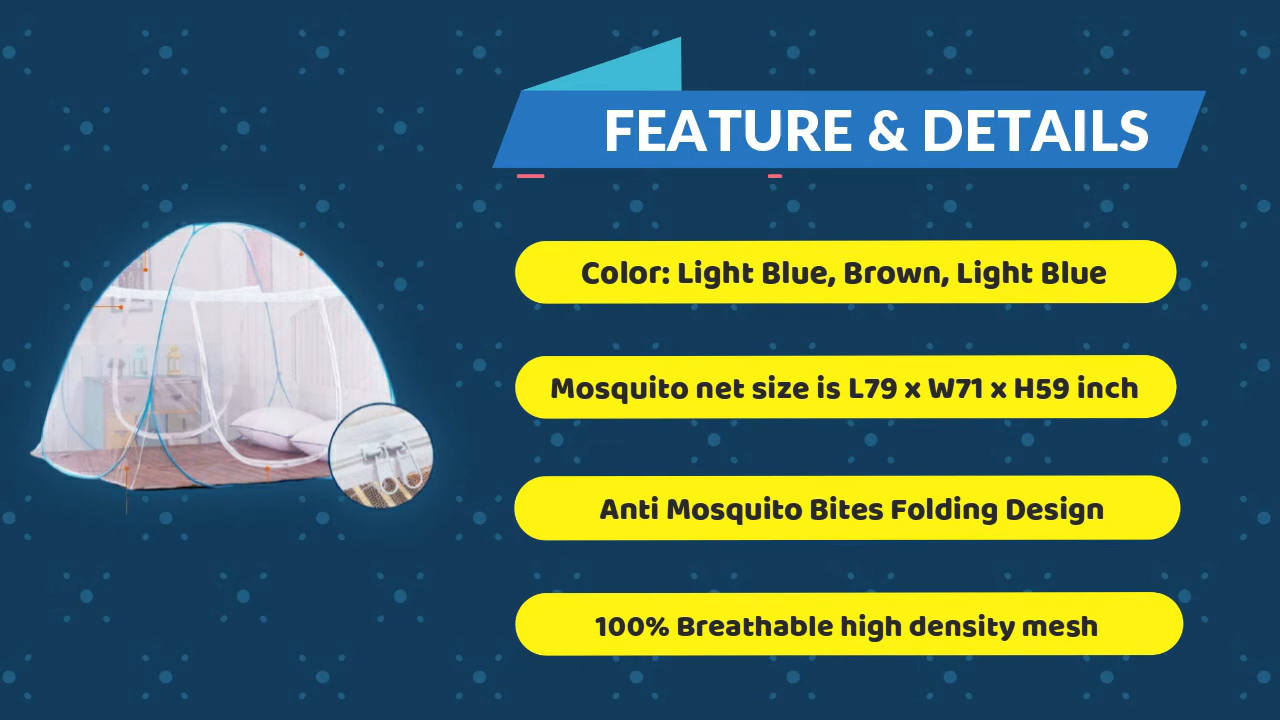 FEATURE & DETAILS
Color: Light Blue, Brown, Light Blue
Mosquito net size is L79 x W71 x H59 inch
Anti Mosquito Bites Folding Design
100% Breathable high density mesh